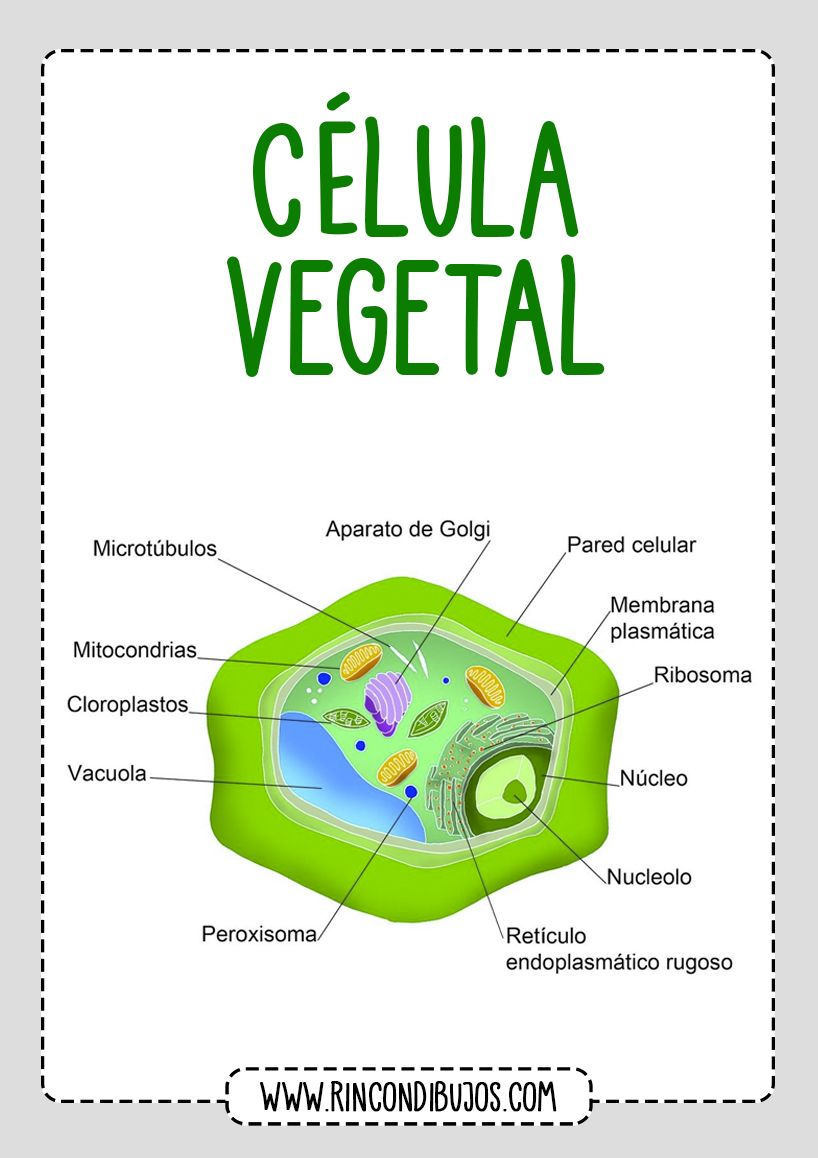 CÉLULA
VEGETAL
Aparato de Golgi
Microtúbulos
Pared celular
Membrana
plasmática
Mitocondrias
Ribosoma
Cloroplastos
Vacuola
Núcleo
Nucleolo
Peroxisoma
Retículo
endoplasmático rugoso
WWW.RINCONDIBUJOS.COM